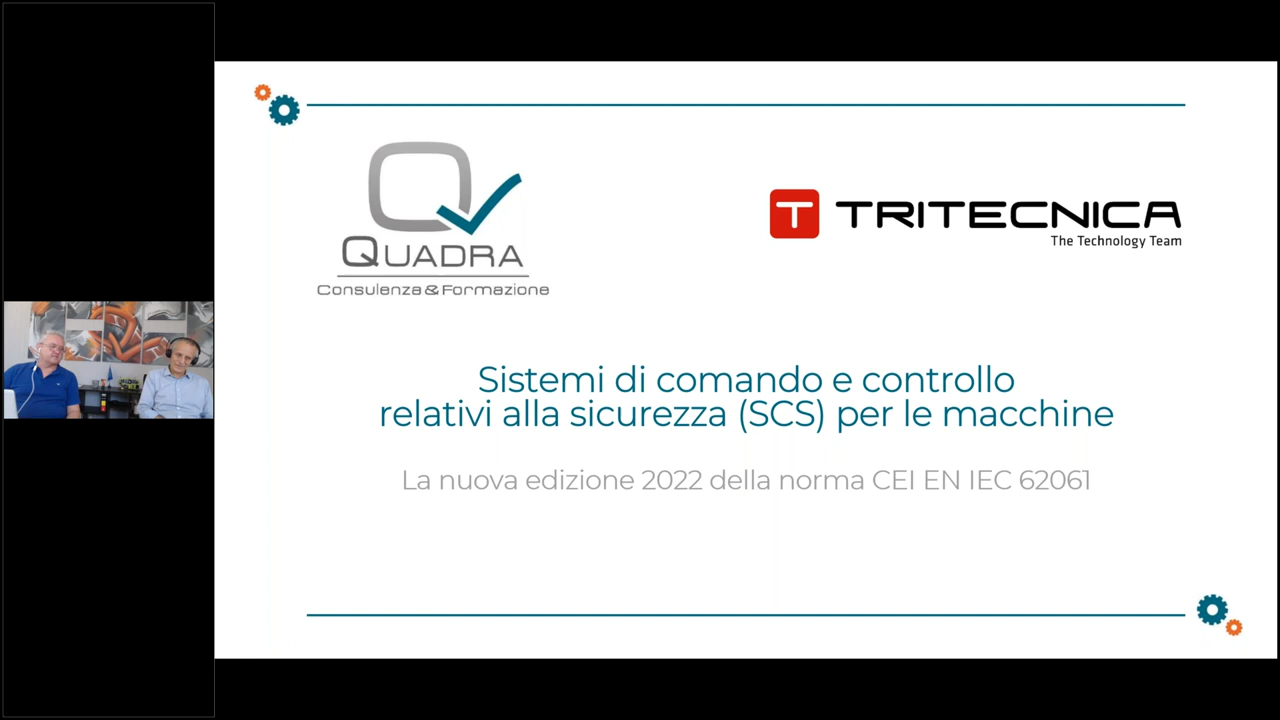 QUADRA
Consulenza & Formazione
T TRITECNICA
The Technology Team
Sistemi di comando e controllo
relativi alla sicurezza (SCS) per le macchine
La nuova edizione 2022 della norma CEI EN IEC 62061